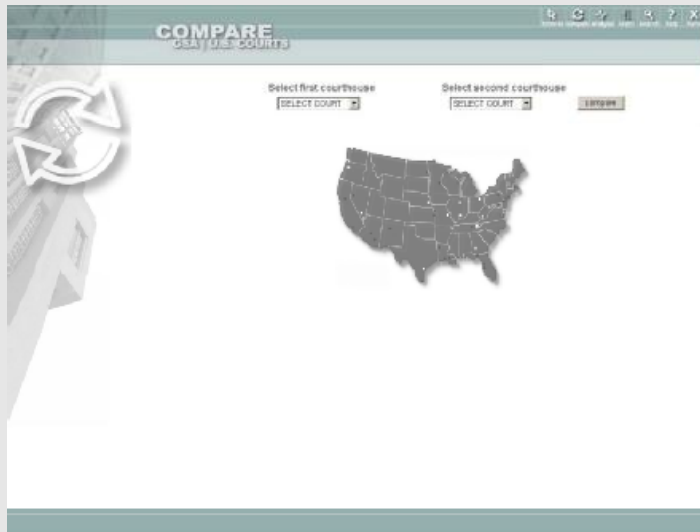 COMPARE
GSA | U.S. COURTS
Select first courthouse
Select second courthouse
SELECT COURT
SELECT COURT
compare